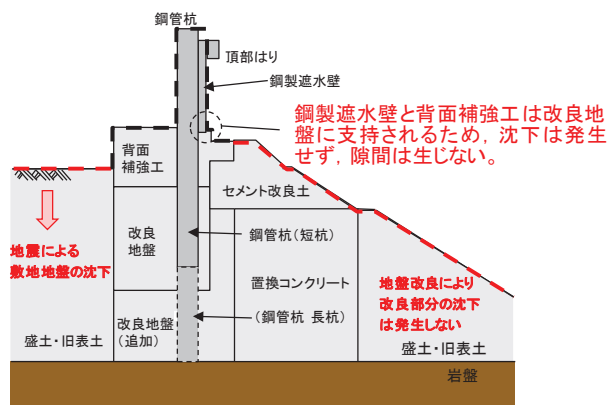 鋼管杭
頂部はり
鋼製遮水壁
鋼製遮水壁と背面補強工は改良地
盤に支持されるため，沈下は発生
せず，隙間は生じない。
背面
補強工
セメント改良土
改良
地盤
鋼管杭（短杭）
地震による
敷地地盤の沈下
置換コンクリート
地盤改良により
改良部分の沈下
は発生しない
改良地盤
（追加）
（鋼管杭 長杭）
盛土・旧表土
盛土・旧表土
岩盤